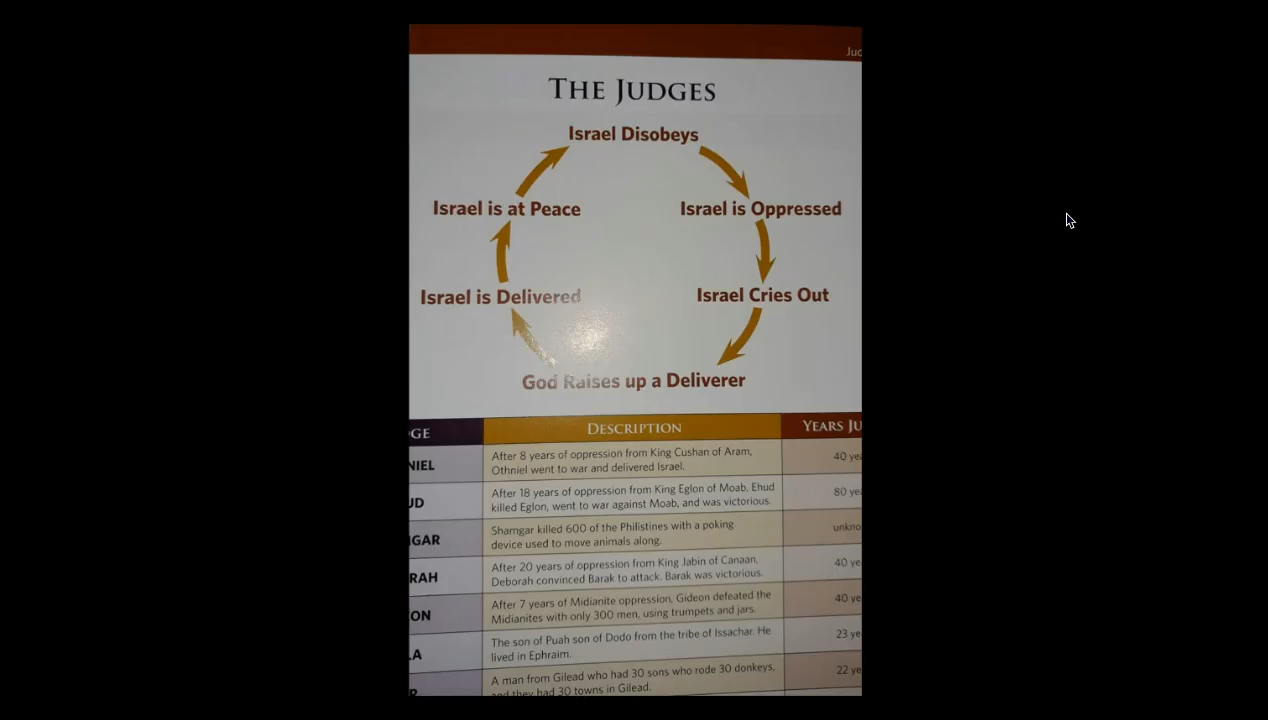 Jud
THE JUDGES
Israel Disobeys
Israel is at Peace
Israel is Oppressed
Israel is Delivered
Israel Cries Out
God Raises up a Deliverer
GE DESCRIPTION YEARS JU
NIEL After 8 years of oppression from King Cushan of Aram, 40 yea
Othniel went to war and delivered Israel.
UD After 18 years of oppression from King Eglon of Moab, Ehud 80 yea
killed Eglon, went to war against Moab, and was victorious.
GAR Shamgar killed 600 of the Philistines with a poking unkno
device used to move animals along.
RAH After 20 years of oppression from King Jabin of Canaan, 40 ye
Deborah convinced Barak to attack. Barak was victorious.
ON After 7 years of Midianite oppression, Gideon defeated the 40 ye
Midianites with only 300 men, using trumpets and jars.
LA The son of Puah son of Dodo from the tribe of Issachar. He 23 ye
lived in Ephraim.
R A man from Gilead who had 30 sons who rode 30 donkeys, 22 ye
and they had 30 towns in Gilead.